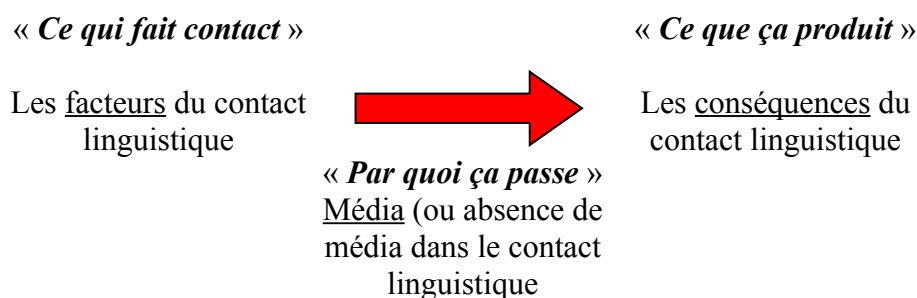 « Ce qui fait contact »
Les facteurs du contact
linguistique
« Par quoi ça passe »
Média (ou absence de
média dans le contact
linguistique
« Ce que ça produit »
Les conséquences du
contact linguistique